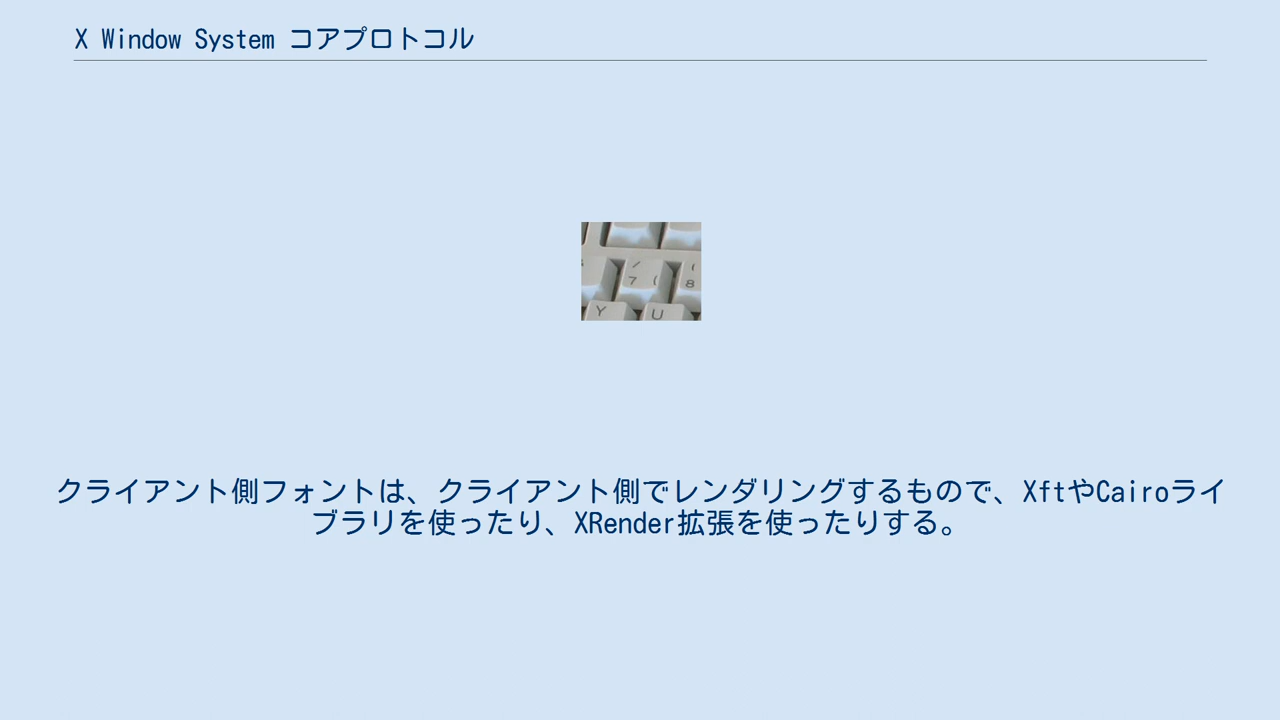 X Window System コアプロトコル
/
7 (
(
8
Y U
クライアント側フォントは、クライアント側でレンダリングするもので、XftやCairoライ
ブラリを使ったり、XRender拡張を使ったりする。